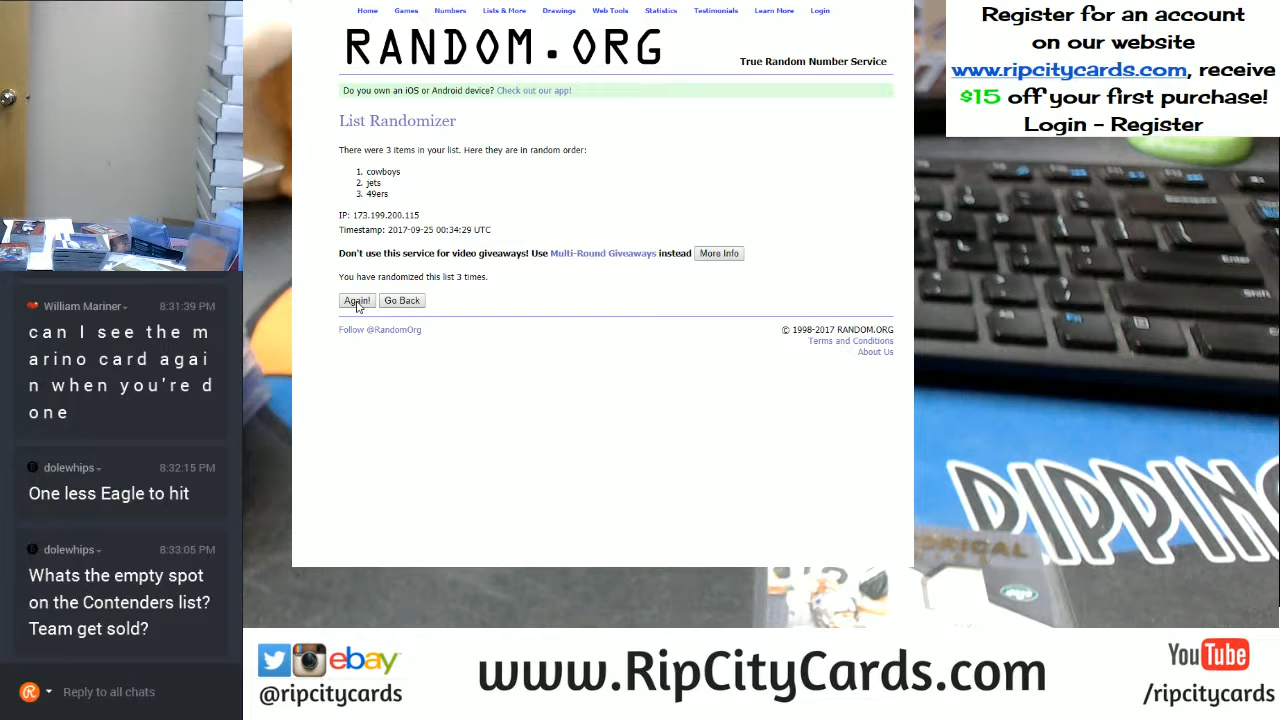 Home Games Numbers Lists & More Drawings Web Tools Statistics Testimonials Learn More Login
RANDOM.ORG
True Random Number Service
Do you own an iOS or Android device? Check out our app!
List Randomizer
There were 3 items in your list. Here they are in random order:
1. cowboys
2. jets
3. 49ers
IP: 173.199.200.115
Timestamp: 2017-09-25 00:34:29 UTC
Don't use this service for video giveaways! Use Multi-Round Giveaways instead More Info
You have randomized this list 3 times.
Again! Go Back
Follow @RandomOrg
© 1998-2017 RANDOM.ORG
Terms and Conditions
About Us
Register for an account
on our website
www.ripcitycards.com, receive
$15 off your first purchase!
Login - Register
William Mariner 8:31:39 PM
can I see the m
arino card agai
n when you're d
one
dolewhips 8:32:15 PM
One less Eagle to hit
dolewhips 8:33:05 PM
Whats the empty spot
on the Contenders list?
Team get sold?
R Reply to all chats
RIPPING
ebay
@ripcitycards
www.RipCityCards.com
YouTube
/ripcitycards